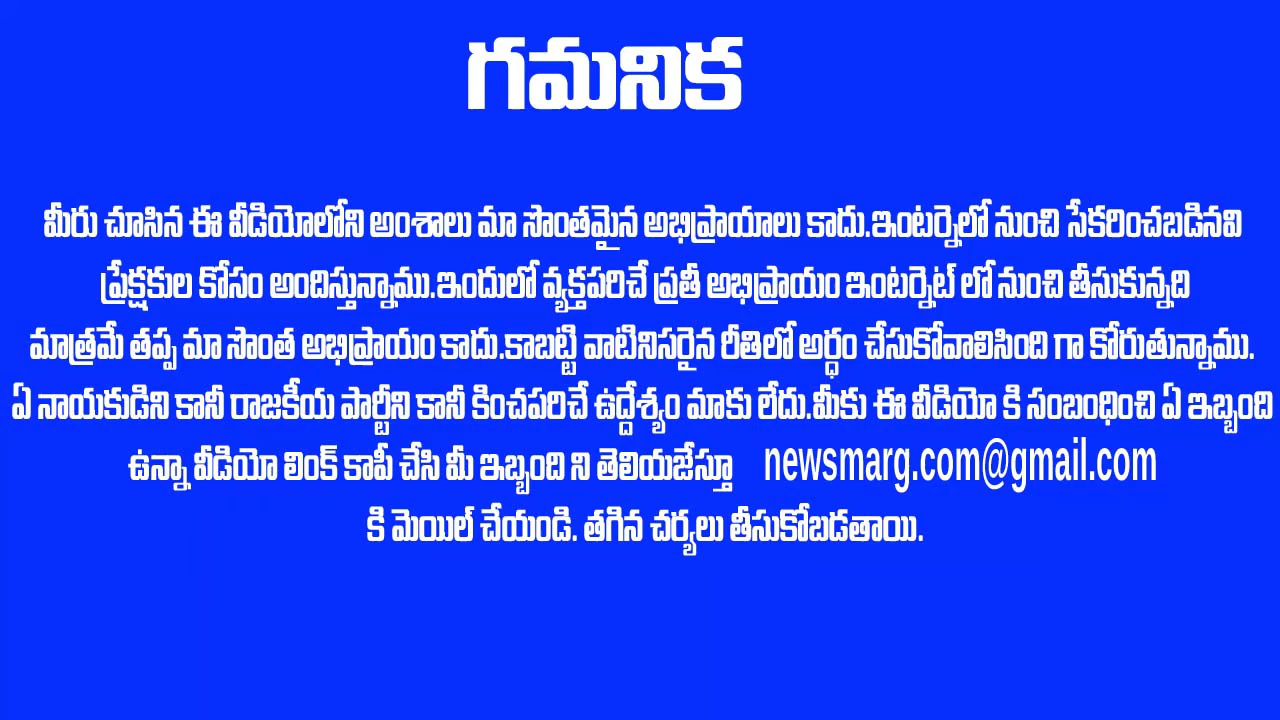 గమనిక
మీరు చూసిన ఈ వీడియోలోని అంశాలు మా సొంతమైన అభిప్రాయాలు కాదు.ఇంటర్నెలో నుంచి సేకరించబడినవి
ప్రేక్షకుల కోసం అందిస్తున్నాము.ఇందులో వ్యక్తపరిచే ప్రతీ అభిప్రాయం ఇంటర్నెట్ లో నుంచి తీసుకున్నది
మాత్రమే తప్ప మా సొంత అభిప్రాయం కాదు.కాబట్టి వాటినిసరైన రీతిలో అర్ధం చేసుకోవాలిసింది గా కోరుతున్నాము.
ఏ నాయకుడిని కానీ రాజకీయ పార్టీని కానీ కించపరిచే ఉద్దేశ్యం మాకు లేదు.మీకు ఈ వీడియో కి సంబంధించి ఏ ఇబ్బంది
ఉన్నా వీడియో లింక్ కాపీ చేసి మీ ఇబ్బంది ని తెలియజేస్తూ newsmarg.com@gmail.com
కి మెయిల్ చేయండి. తగిన చర్యలు తీసుకోబడతాయి.